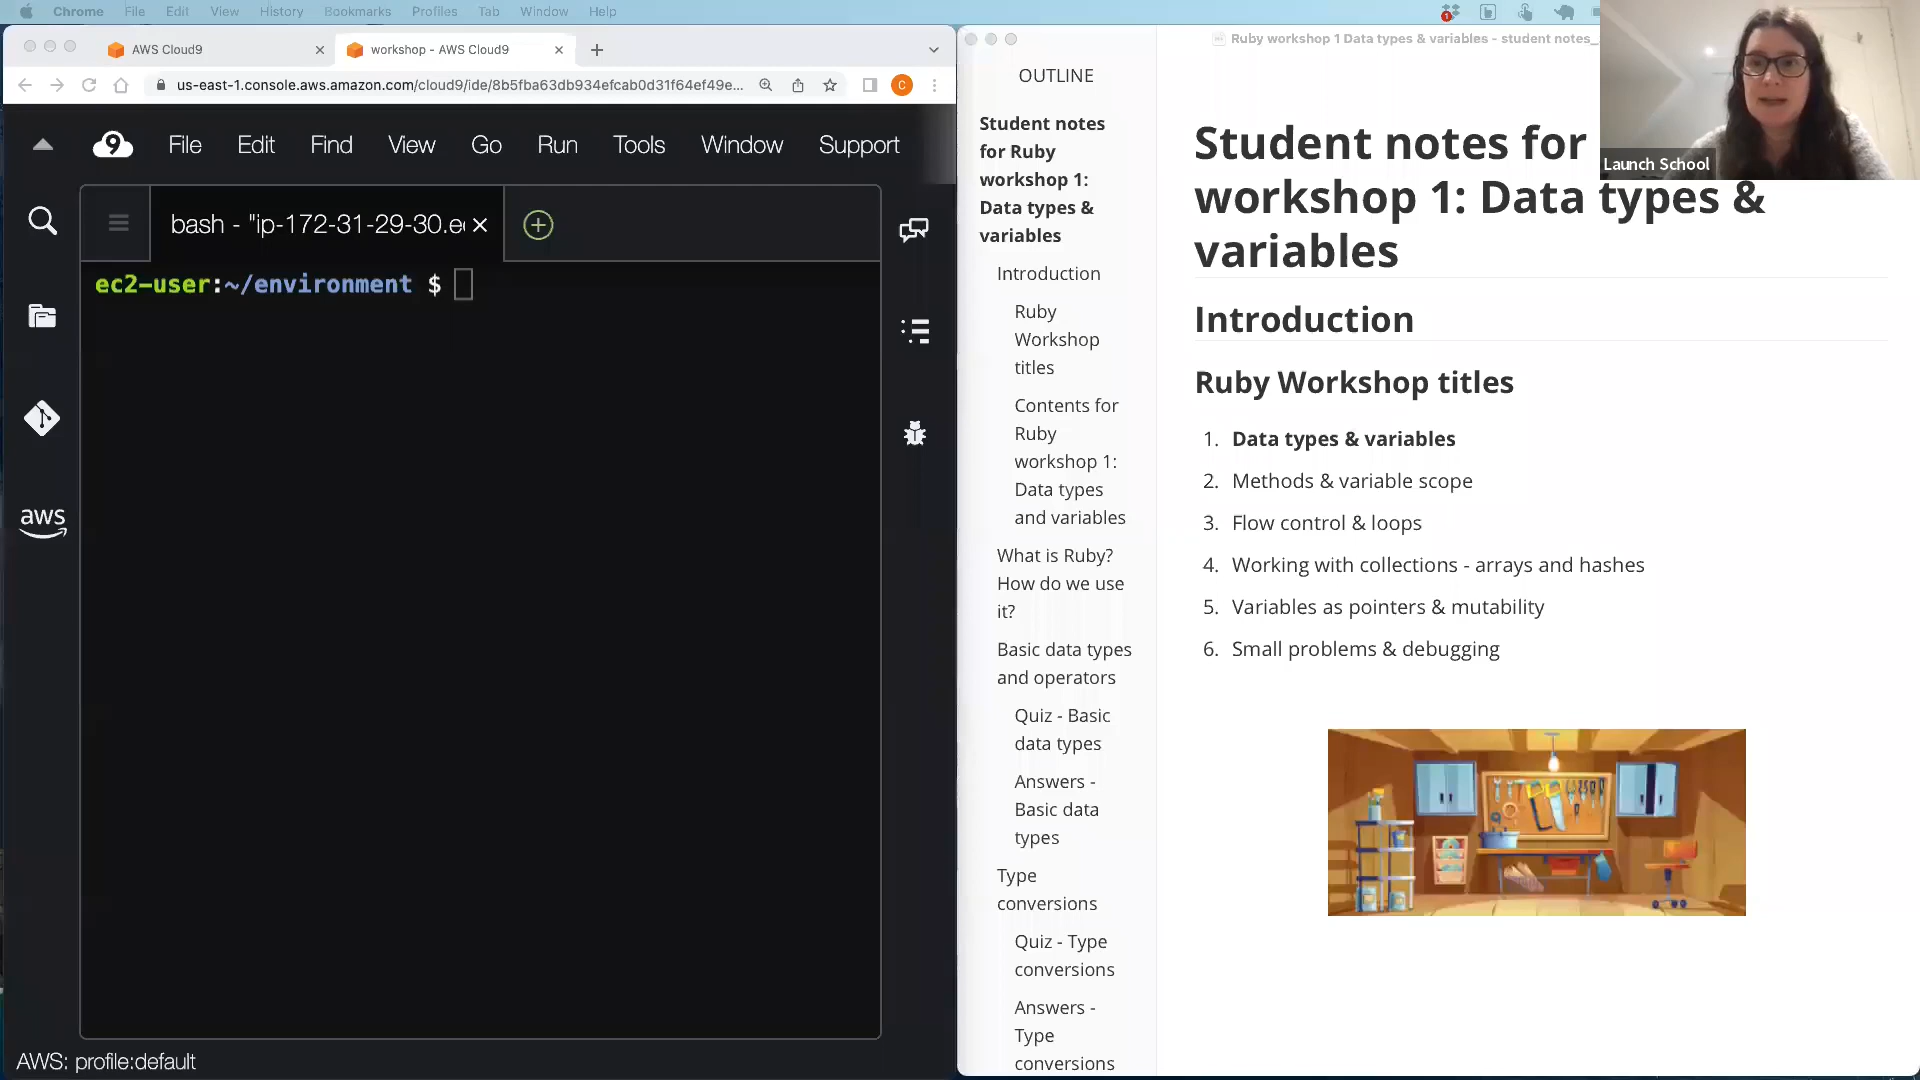 Chrome File Edit View History Bookmarks Profiles Tab Window Help
1
AWS Cloud9
workshop - AWS Cloud9
us-east-1.console.aws.amazon.com/cloud9/ide/8b5fba63db934efcab0d31f64ef49e...
C
9 File Edit Find View Go Run Tools Window Support
bash - "ip-172-31-29-30.e
ec2-user:~/environment $
aws
AWS: profile:default
Ruby workshop 1 Data types & variables - student notes_
OUTLINE
Student notes
for Ruby
workshop 1:
Data types &
variables
Introduction
Ruby
Workshop
titles
Contents for
Ruby
workshop 1:
Data types
and variables
What is Ruby?
How do we use
it?
Basic data types
and operators
Quiz - Basic
data types
Answers -
Basic data
types
Type
conversions
Quiz - Type
conversions
Answers -
Type
conversions
Student notes for
workshop 1: Data types &
variables
Introduction
Ruby Workshop titles
1. Data types & variables
2. Methods & variable scope
3. Flow control & loops
4. Working with collections - arrays and hashes
5. Variables as pointers & mutability
6. Small problems & debugging
Launch School